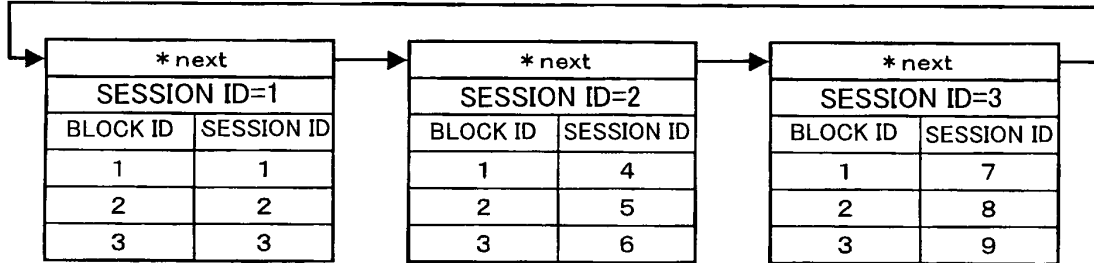 *next *next *next
SESSION ID=1 SESSION ID=2 SESSION ID=3
BLOCK ID SESSION ID BLOCK ID SESSION ID BLOCK ID SESSION ID
1 1 1 4 1 7
2 2 2 5 2 8
3 3 3 6 3 9